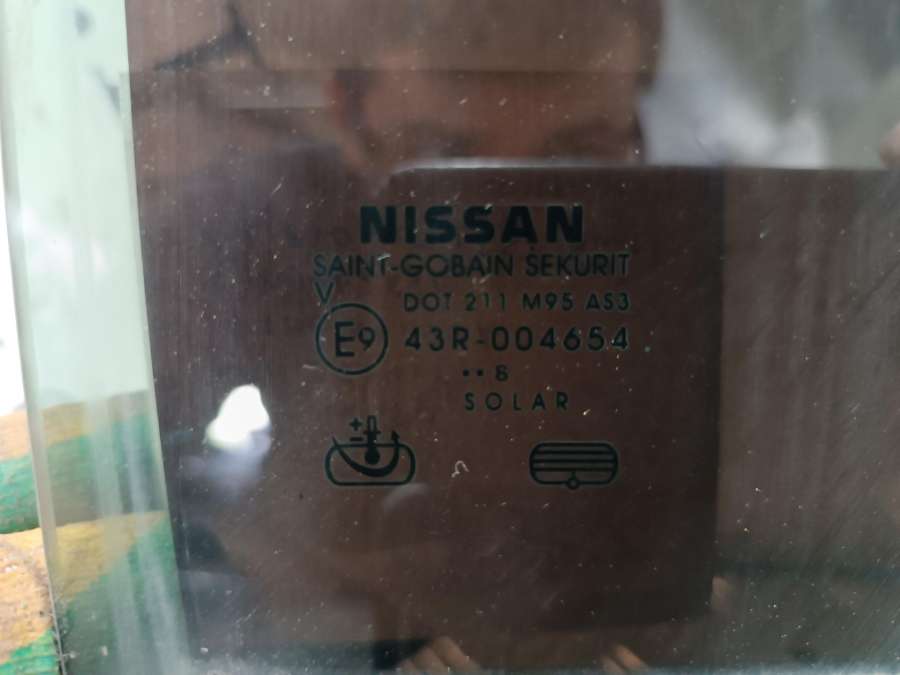 NISSAN
SAINT-GOBAIN SEKURIT
V
DOT 211 M95 AS3
E9 43R-004654
•• 8
SOLAR